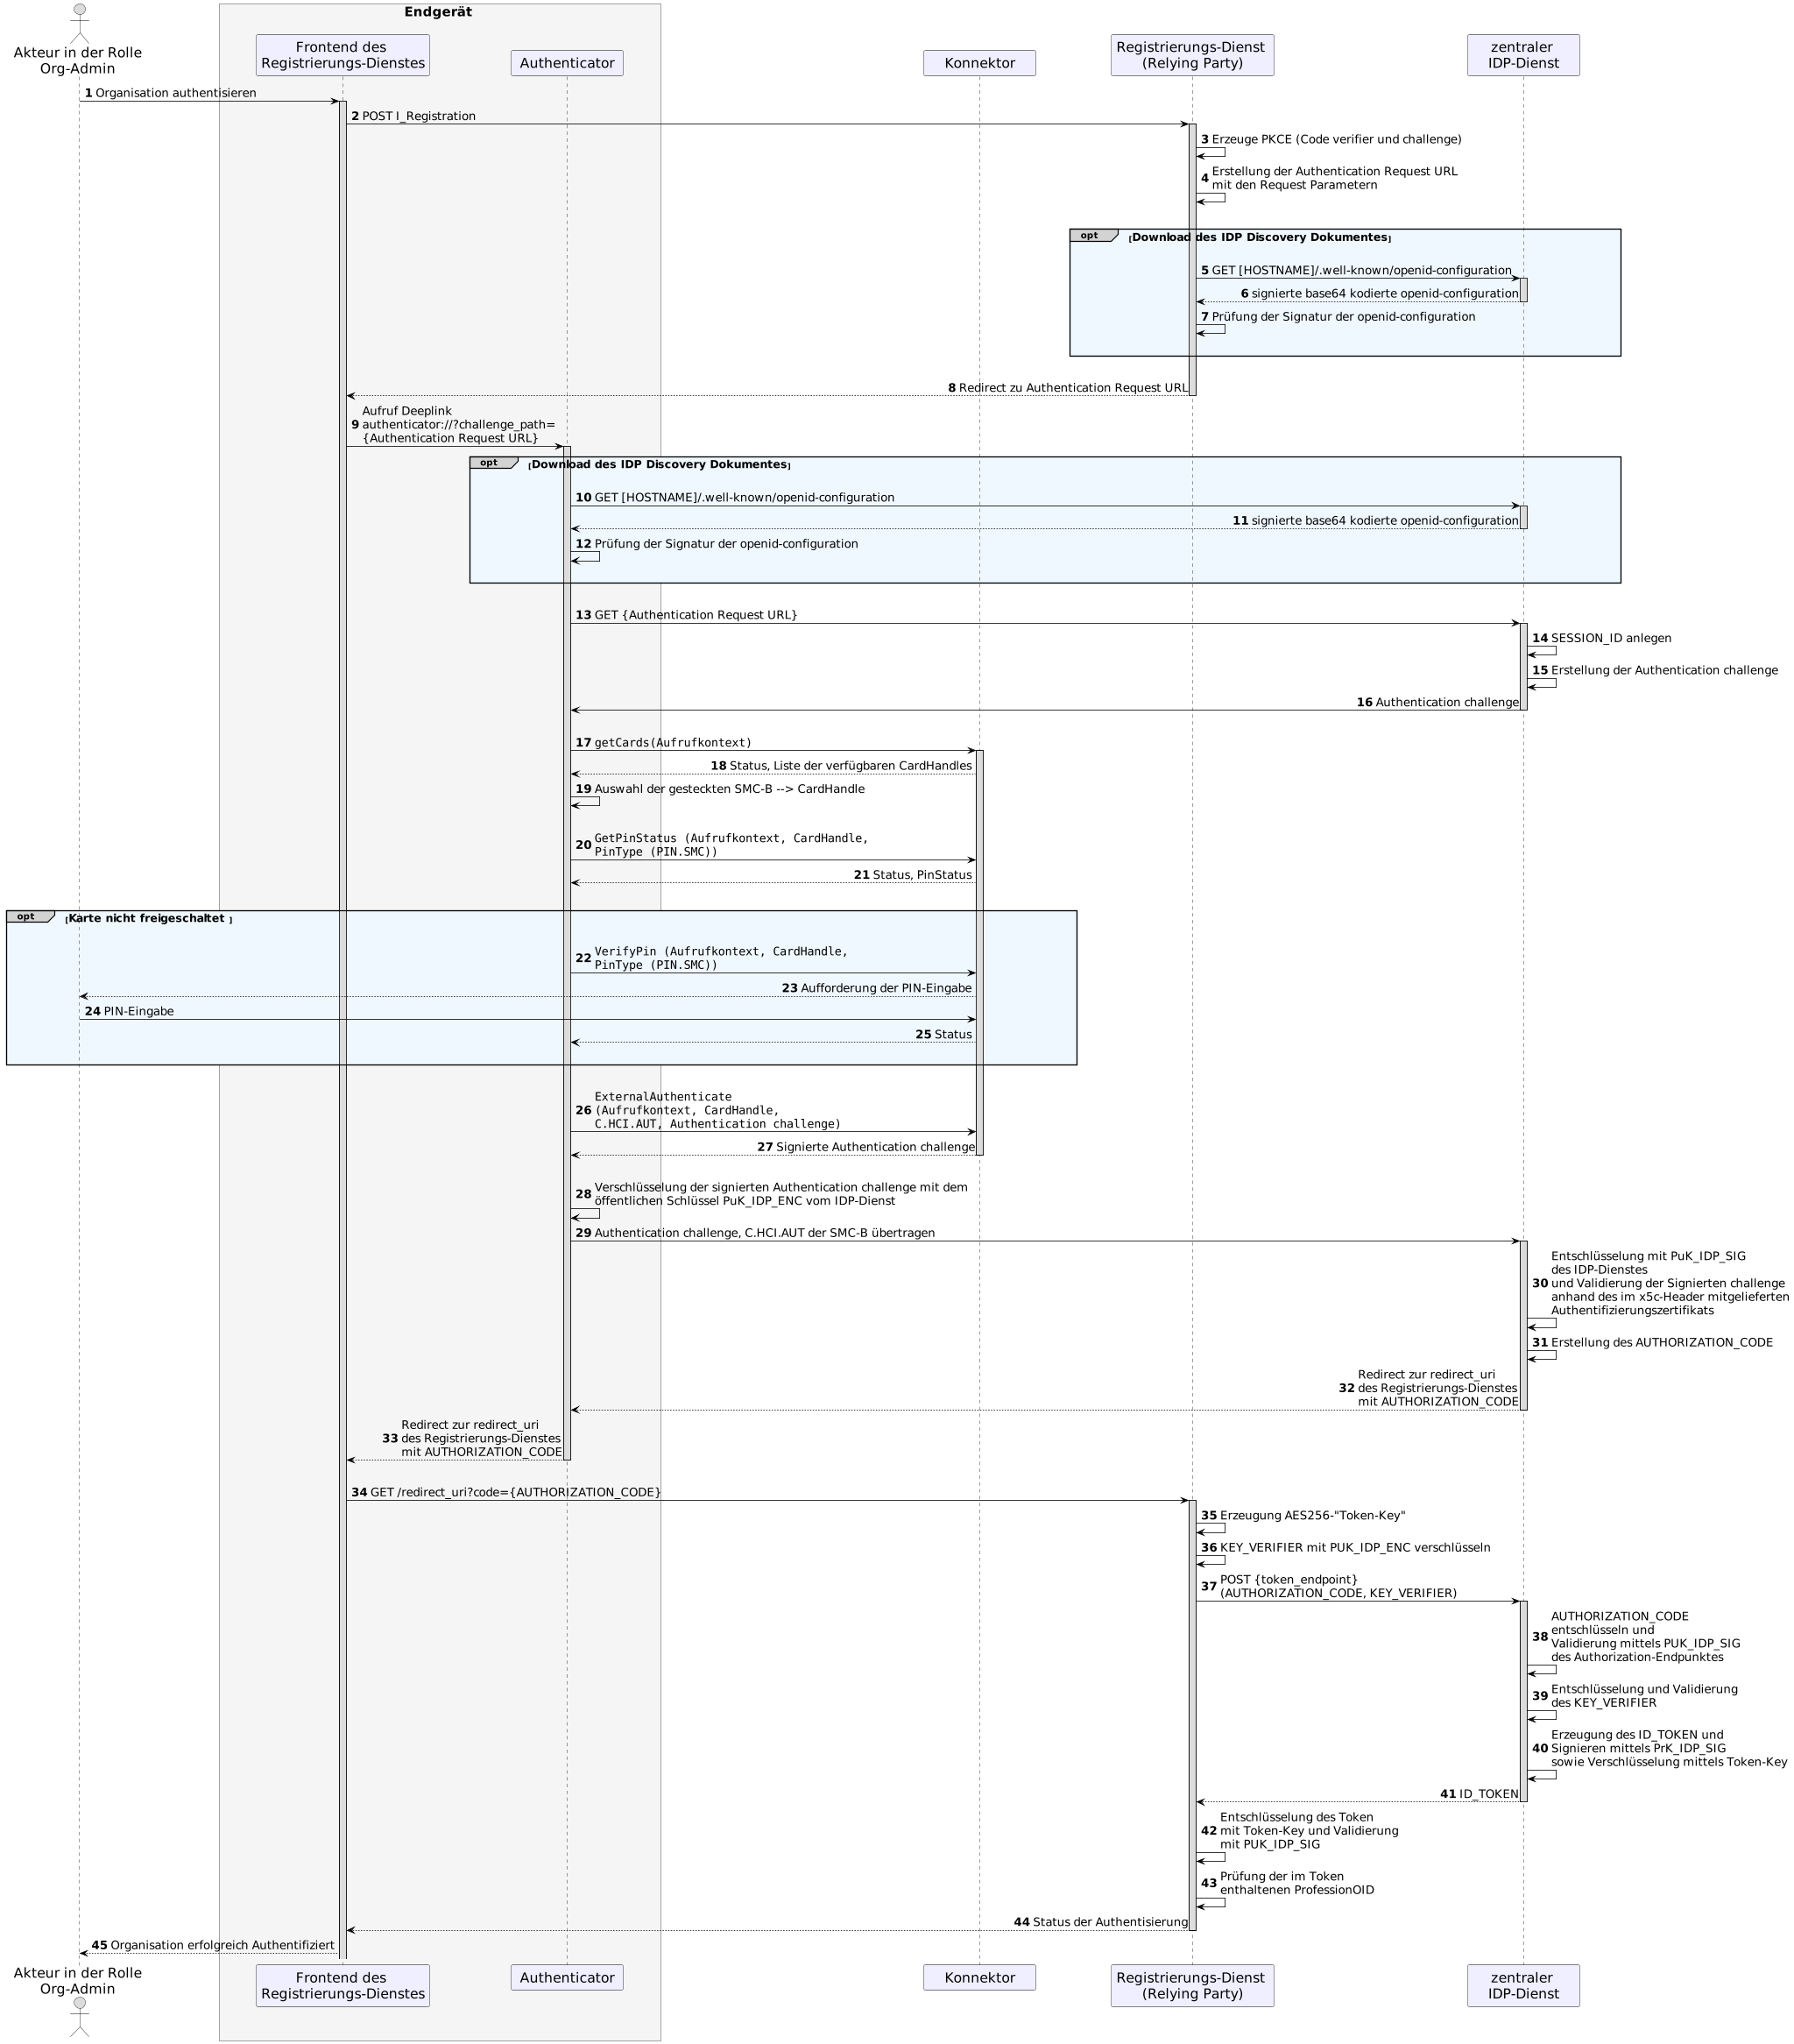 Endgerät
Akteur in der Rolle
Org-Admin
Frontend des
Registrierungs-Dienstes
Authenticator
Konnektor
Registrierungs-Dienst
(Relying Party)
zentraler
IDP-Dienst
1 Organisation authentisieren
2 POST I_Registration
3 Erzeuge PKCE (Code verifier und challenge)
4 Erstellung der Authentication Request URL
mit den Request Parametern
opt [Download des IDP Discovery Dokumentes]
5 GET [HOSTNAME]/.well-known/openid-configuration
6 signierte base64 kodierte openid-configuration
7 Prüfung der Signatur der openid-configuration
8 Redirect zu Authentication Request URL
9 Aufruf Deeplink
authenticator://?challenge_path=
{Authentication Request URL}
opt [Download des IDP Discovery Dokumentes]
10 GET [HOSTNAME]/.well-known/openid-configuration
11 signierte base64 kodierte openid-configuration
12 Prüfung der Signatur der openid-configuration
13 GET {Authentication Request URL}
14 SESSION_ID anlegen
15 Erstellung der Authentication challenge
16 Authentication challenge
17 getCards(Aufrufkontext)
18 Status, Liste der verfügbaren CardHandles
19 Auswahl der gesteckten SMC-B --> CardHandle
20 GetPinStatus (Aufrufkontext, CardHandle,
PinType (PIN.SMC))
21 Status, PinStatus
opt [Karte nicht freigeschaltet ]
22 VerifyPin (Aufrufkontext, CardHandle,
PinType (PIN.SMC))
23 Aufforderung der PIN-Eingabe
24 PIN-Eingabe
25 Status
26 ExternalAuthenticate
(Aufrufkontext, CardHandle,
C.HCI.AUT, Authentication challenge)
27 Signierte Authentication challenge
28 Verschlüsselung der signierten Authentication challenge mit dem
öffentlichen Schlüssel PuK_IDP_ENC vom IDP-Dienst
29 Authentication challenge, C.HCI.AUT der SMC-B übertragen
30 Entschlüsselung mit PuK_IDP_SIG
des IDP-Dienstes
und Validierung der Signierten challenge
anhand des im x5c-Header mitgelieferten
Authentifizierungszertifikats
31 Erstellung des AUTHORIZATION_CODE
32 Redirect zur redirect_uri
des Registrierungs-Dienstes
mit AUTHORIZATION_CODE
33 Redirect zur redirect_uri
des Registrierungs-Dienstes
mit AUTHORIZATION_CODE
34 GET /redirect_uri?code={AUTHORIZATION_CODE}
35 Erzeugung AES256-"Token-Key"
36 KEY_VERIFIER mit PUK_IDP_ENC verschlüsseln
37 POST {token_endpoint}
(AUTHORIZATION_CODE, KEY_VERIFIER)
38 AUTHORIZATION_CODE
entschlüseln und
Validierung mittels PUK_IDP_SIG
des Authorization-Endpunktes
39 Entschlüsselung und Validierung
des KEY_VERIFIER
40 Erzeugung des ID_TOKEN und
Signieren mittels PrK_IDP_SIG
sowie Verschlüsselung mittels Token-Key
41 ID_TOKEN
42 Entschlüsselung des Token
mit Token-Key und Validierung
mit PUK_IDP_SIG
43 Prüfung der im Token
enthaltenen ProfessionOID
44 Status der Authentisierung
45 Organisation erfolgreich Authentifiziert
Akteur in der Rolle
Org-Admin
Frontend des
Registrierungs-Dienstes
Authenticator
Konnektor
Registrierungs-Dienst
(Relying Party)
zentraler
IDP-Dienst